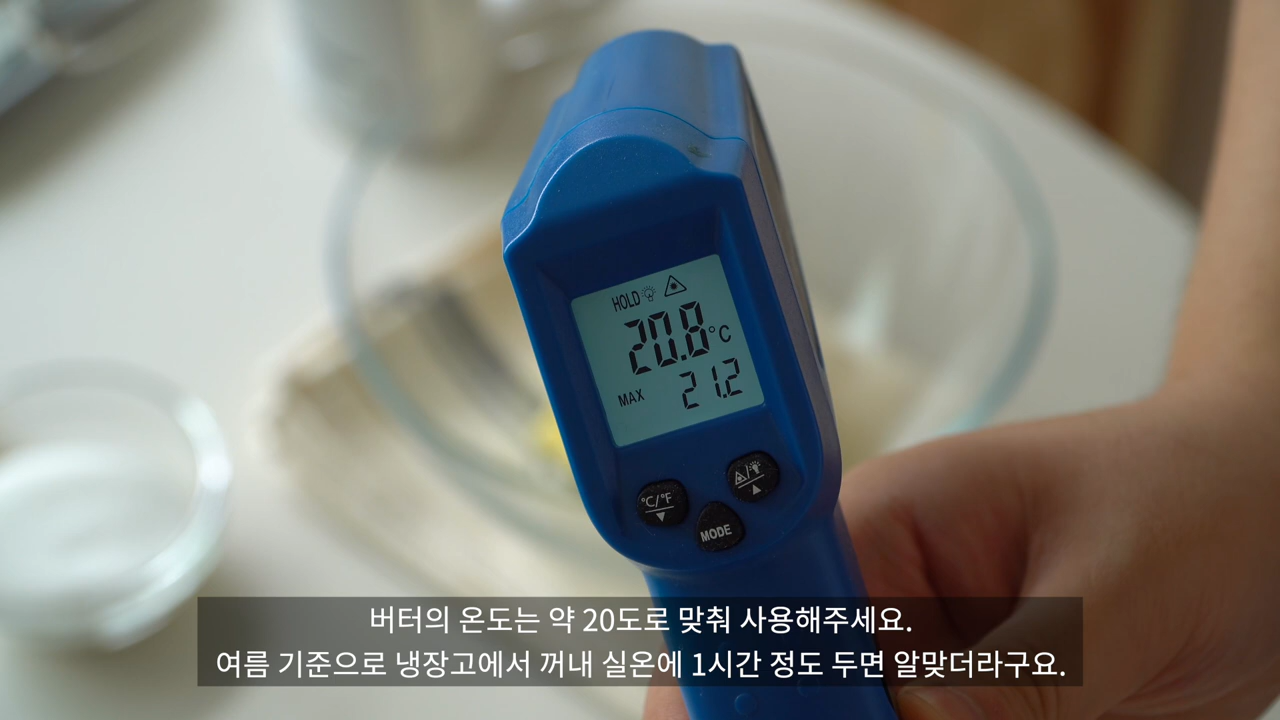 HOLD
20.8°C
MAX 21.2
°C/°F
MODE
버터의 온도는 약 20도로 맞춰 사용해주세요.
여름 기준으로 냉장고에서 꺼내 실온에 1시간 정도 두면 알맞더라구요.